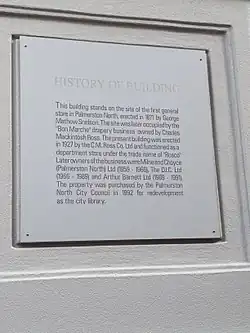 HISTORY OF BUILDING
This building stands on the site of the first general
store in Palmerston North, erected in 1871 by George
Mathew Snelson. The site was later occupied by the
"Bon Marche" drapery business owned by Charles
Mackintosh Ross. The present building was erected
in 1927 by the C.M. Ross Co. Ltd and functioned as a
department store under the trade name of "Rosco".
Later owners of the business were Milne and Choyce
(Palmerston North) Ltd (1959 - 1966), The D.I.C. Ltd
(1966 - 1989) and Arthur Barnett Ltd (1989 - 1991).
The property was purchased by the Palmerston
North City Council in 1992 for redevelopment
as the city library.